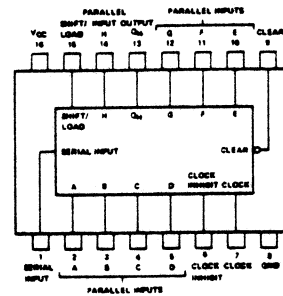 PARALLEL
SHIFT/ INPUT OUTPUT PARALLEL INPUTS
VCC LOAD H QH G F E CLEAR
16 15 14 13 12 11 10 9
SHIFT/ LOAD H QH G F E
SERIAL INPUT CLEAR
CLOCK
A B C D INHIBIT CLOCK
1 2 3 4 5 6 7 8
SERIAL INPUT A B C D CLOCK INHIBIT CLOCK GND
PARALLEL INPUTS